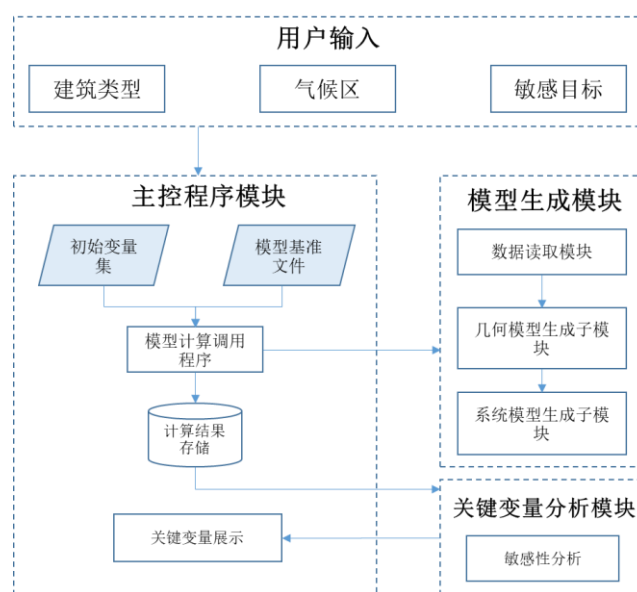 用户输入
建筑类型
气候区
敏感目标
主控程序模块
初始变量
集
模型基准
文件
模型计算调用
程序
计算结果
存储
关键变量展示
模型生成模块
数据读取模块
几何模型生成子模
块
系统模型生成子模
块
关键变量分析模块
敏感性分析